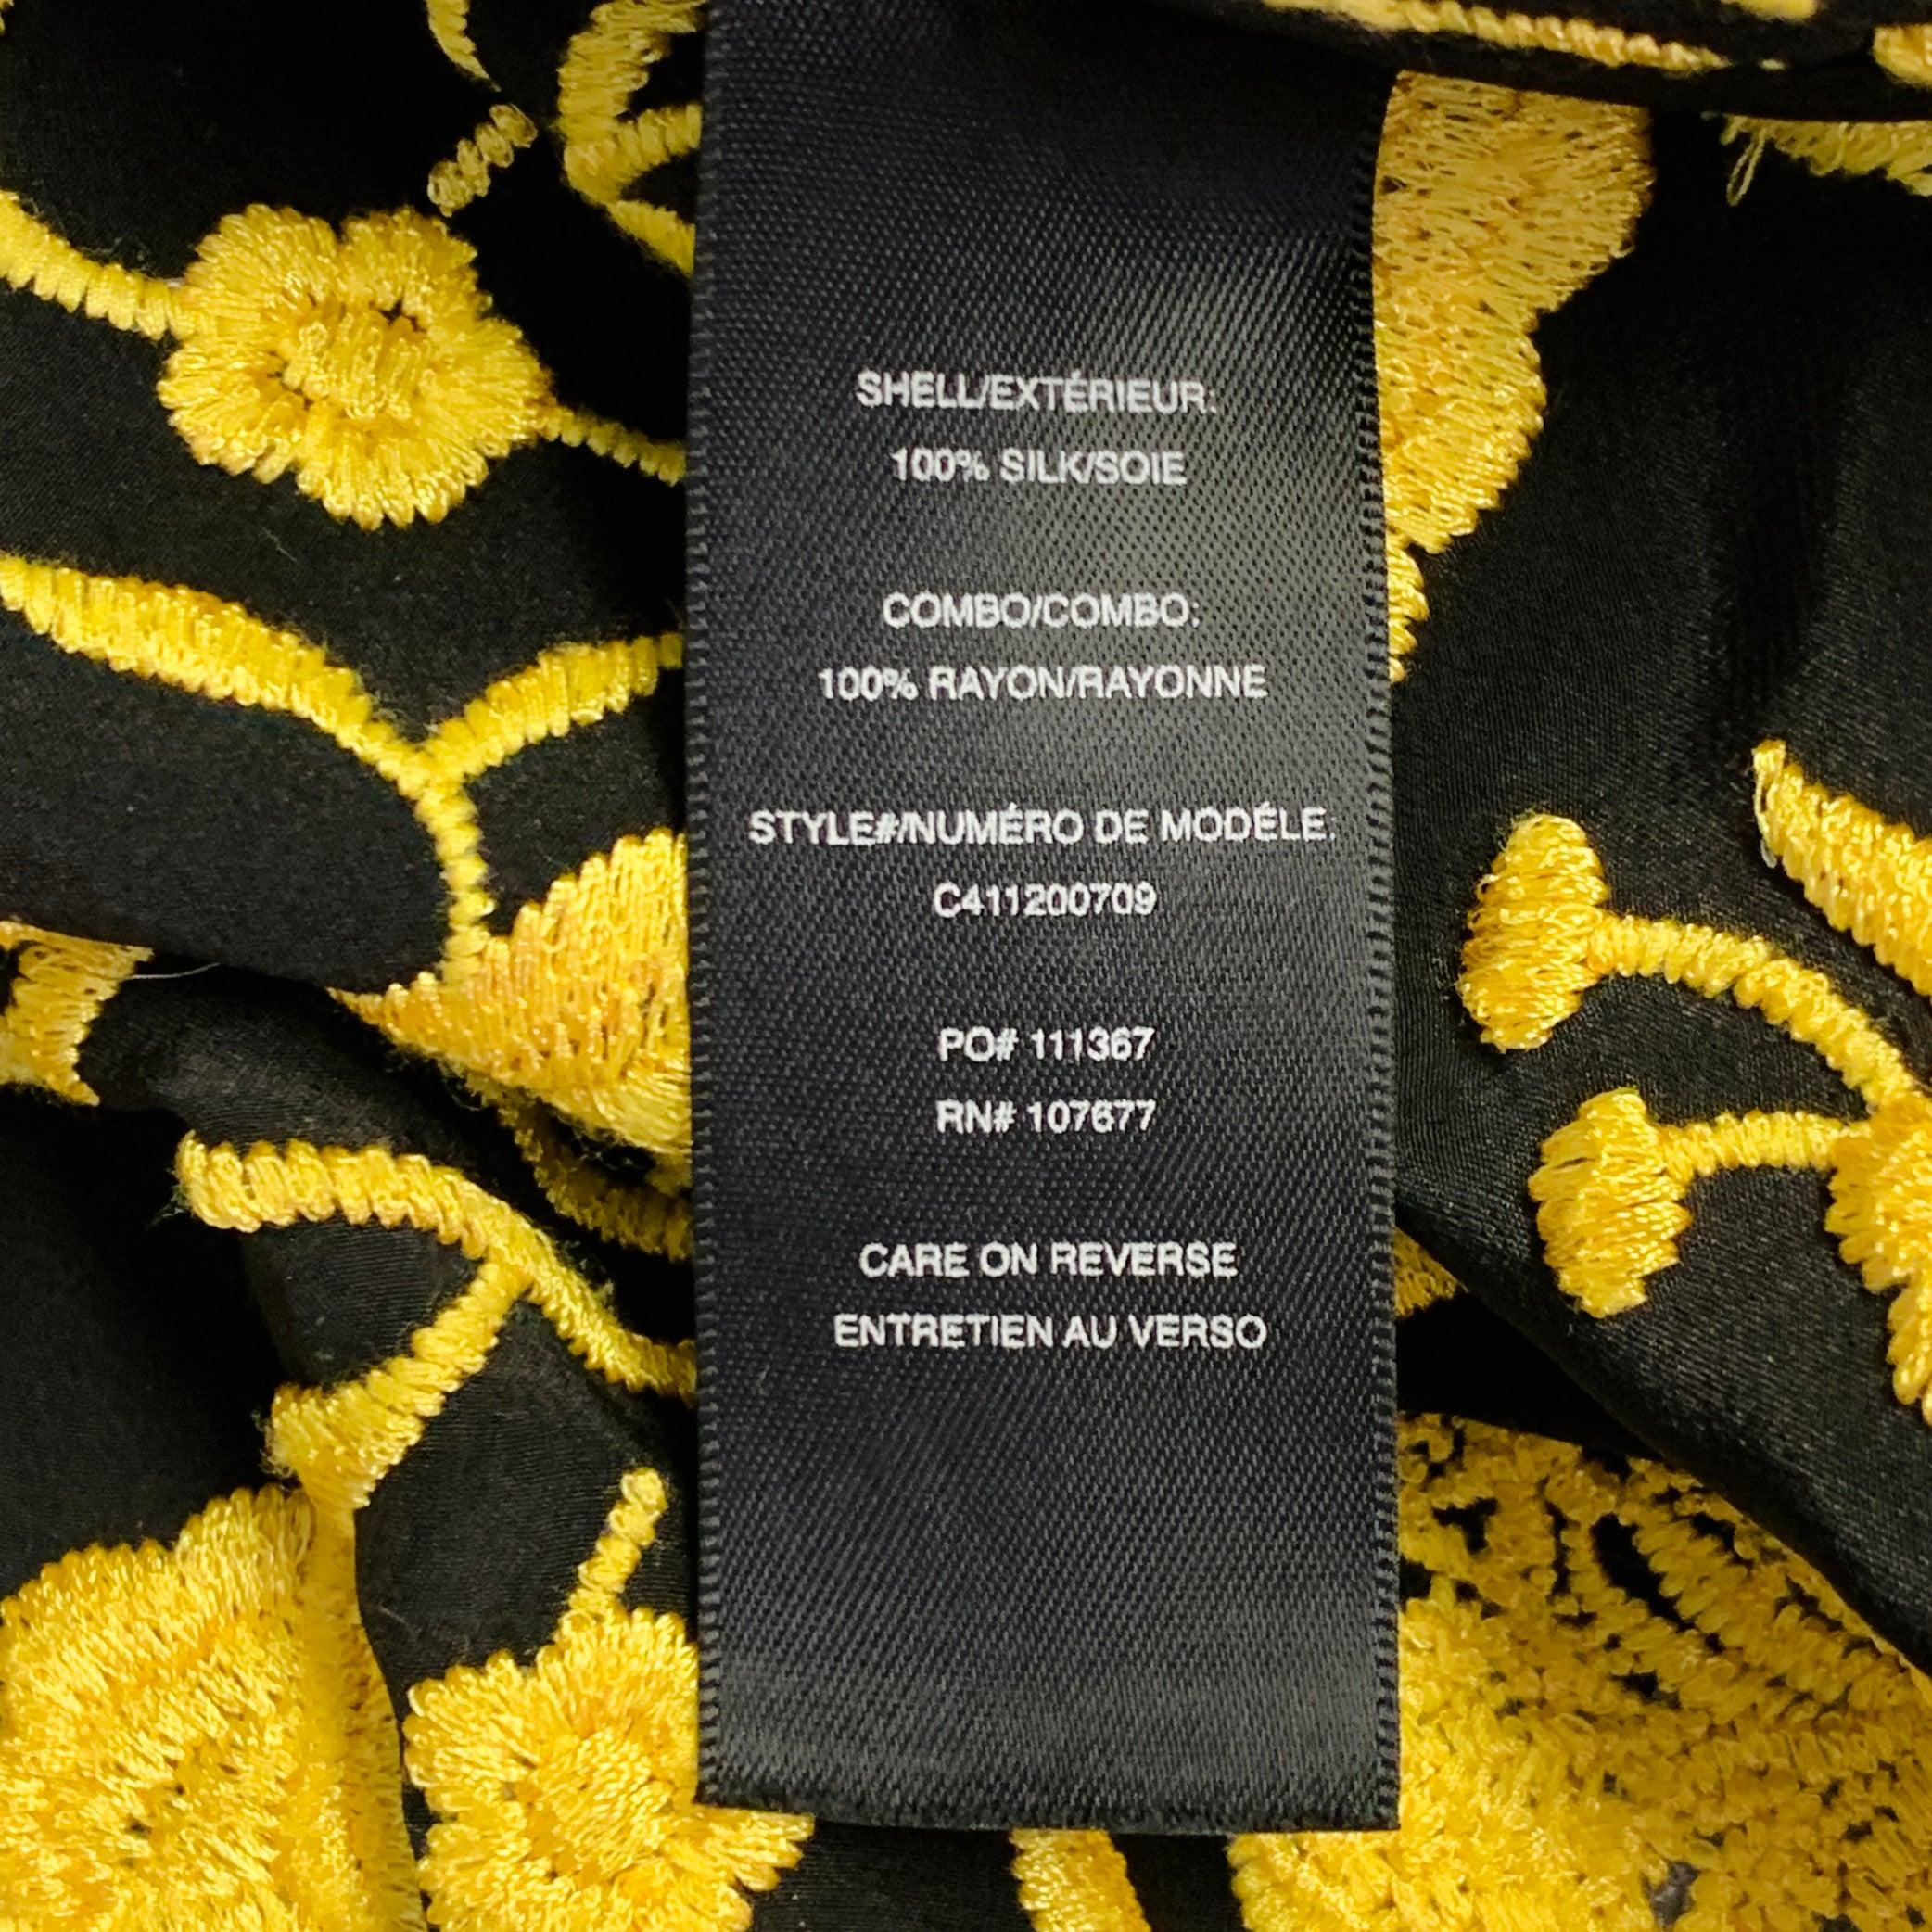 SHELL/EXTÉRIEUR:
100% SILK/SOIE
COMBO/COMBO:
100% RAYON/RAYONNE
STYLE#/NUMÉRO DE MODÉLE:
C411200709
PO# 111367
RN# 107677
CARE ON REVERSE
ENTRETIEN AU VERSO